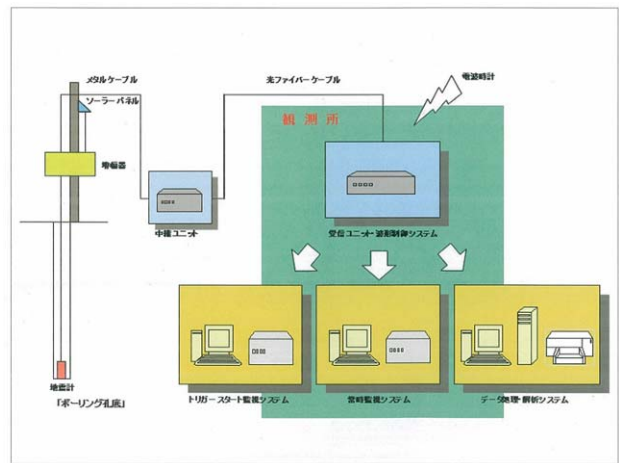 メタルケーブル
光ファイバーケーブル
電波時計
ソーラーパネル
観測所
増幅器
中継ユニット
受信ユニット・波形制御システム
地震計
「ボーリング孔底」
トリガースタート監視システム
常時監視システム
データ処理・解析システム